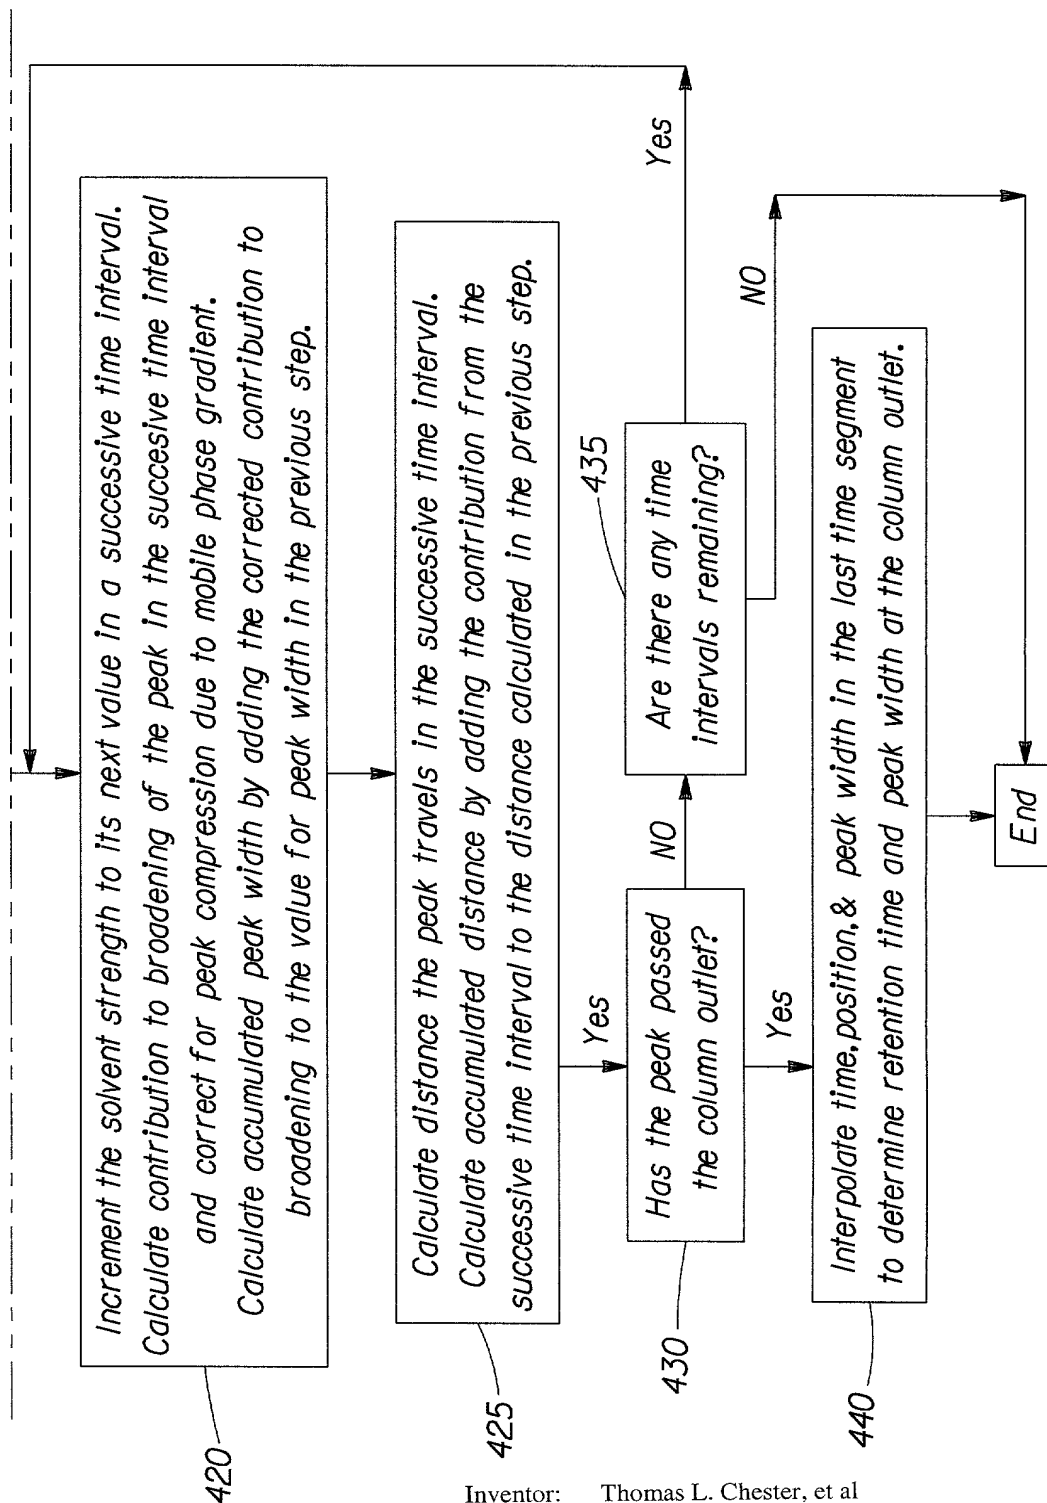 Increment the solvent strength to its next value in a successive time interval.
Calculate contribution to broadening of the peak in the succesive time interval
and correct for peak compression due to mobile phase gradient.
Calculate accumulated peak width by adding the corrected contribution to
broadening to the value for peak width in the previous step.
420
Calculate distance the peak travels in the successive time interval.
Calculate accumulated distance by adding the contribution from the
successive time interval to the distance calculated in the previous step.
425
Yes
Has the peak passed
the column outlet?
430
NO
Are there any time
intervals remaining?
435
Yes
NO
Yes
Interpolate time,position,& peak width in the last time segment
to determine retention time and peak width at the column outlet.
440
End
Inventor: Thomas L. Chester, et al